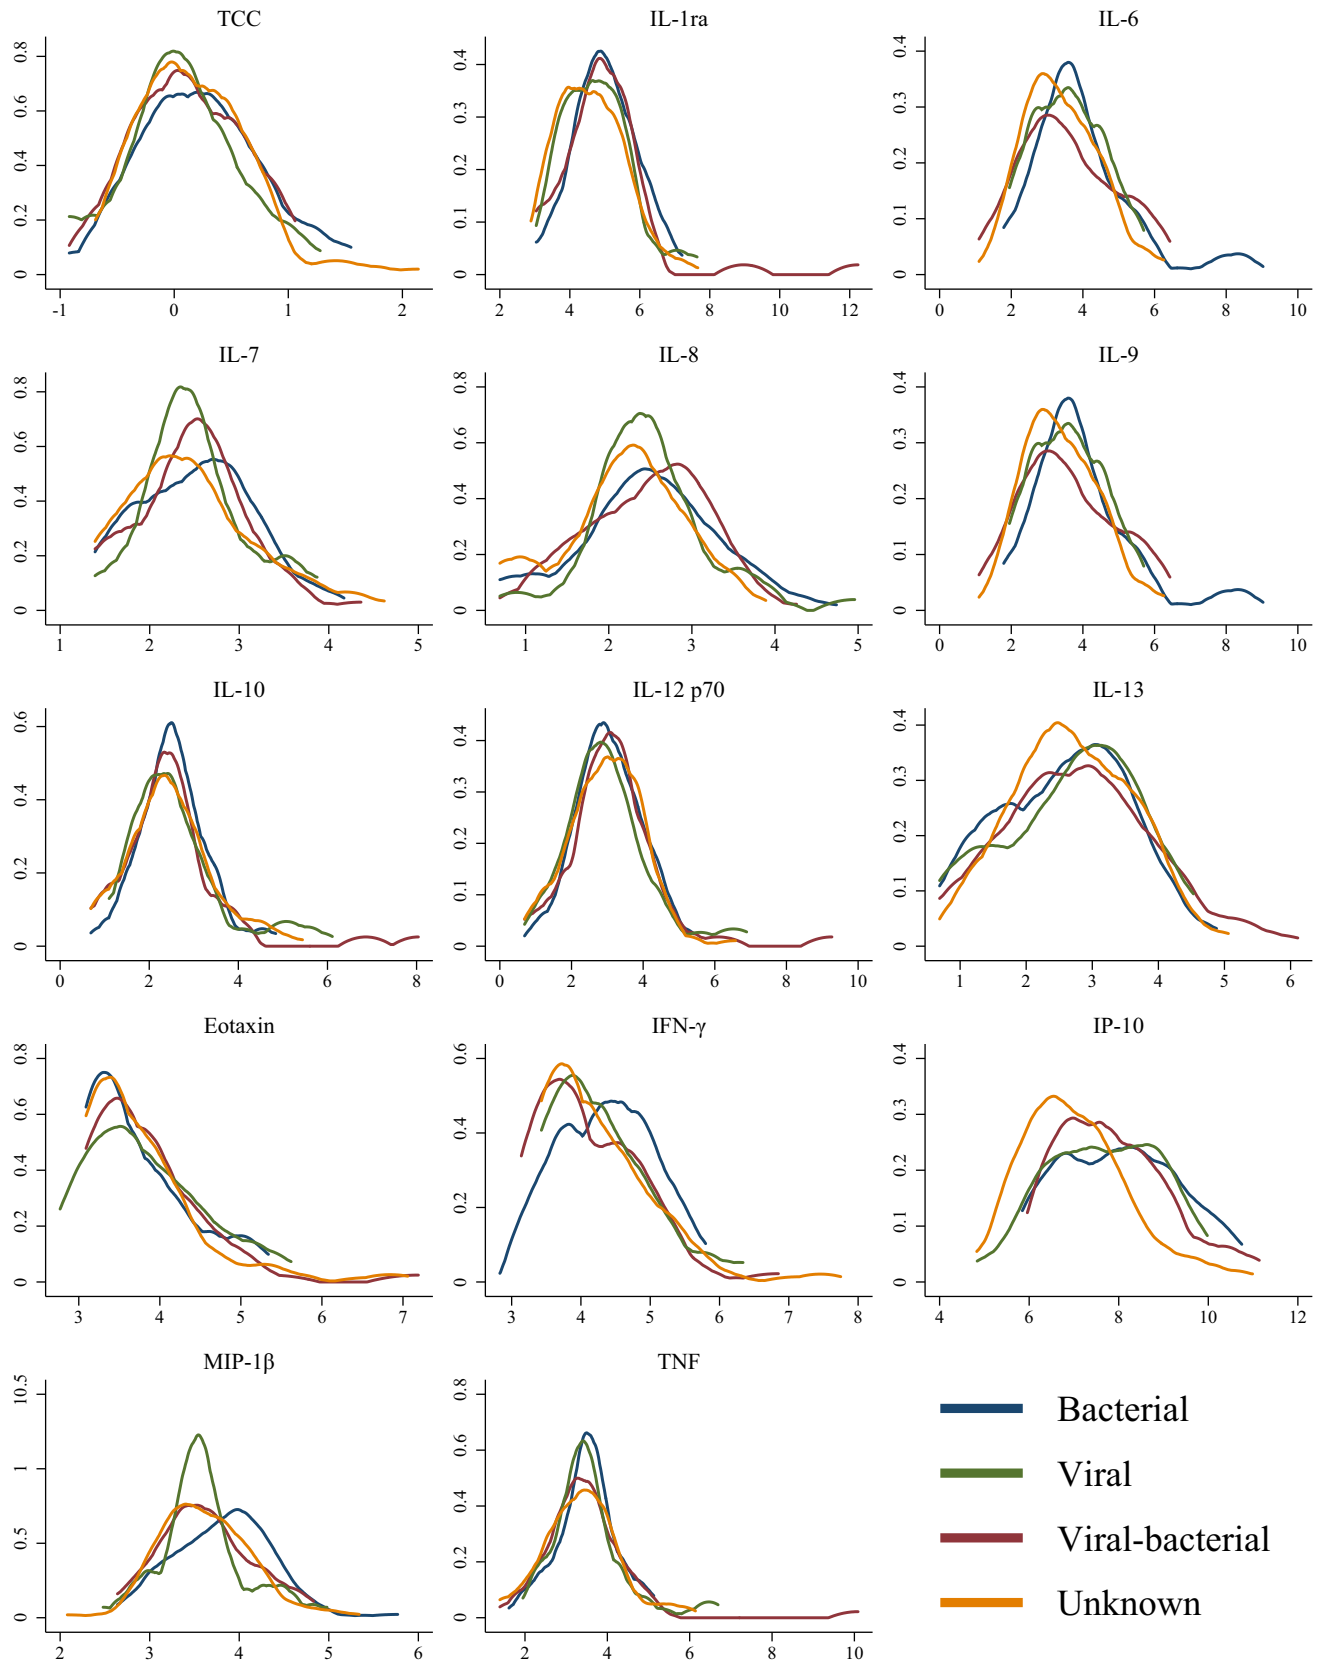 TCC
0 0.2 0.4 0.6 0.8
-1 0 1 2
IL-1ra
0 0.1 0.2 0.3 0.4
2 4 6 8 10 12
IL-6
0 0.1 0.2 0.3 0.4
0 2 4 6 8 10
IL-7
0 0.2 0.4 0.6 0.8
1 2 3 4 5
IL-8
0 0.2 0.4 0.6 0.8
1 2 3 4 5
IL-9
0 0.1 0.2 0.3 0.4
0 2 4 6 8 10
IL-10
0 0.2 0.4 0.6
0 2 4 6 8
IL-12 p70
0 0.1 0.2 0.3 0.4
0 2 4 6 8 10
IL-13
0 0.1 0.2 0.3 0.4
1 2 3 4 5 6
Eotaxin
0 0.2 0.4 0.6 0.8
3 4 5 6 7
IFN-γ
0 0.2 0.4 0.6
3 4 5 6 7 8
IP-10
0 0.1 0.2 0.3 0.4
4 6 8 10 12
MIP-1β
0 0.5 1 10.5
2 3 4 5 6
TNF
0 0.2 0.4 0.6 0.8
2 4 6 8 10
Bacterial
Viral
Viral-bacterial
Unknown